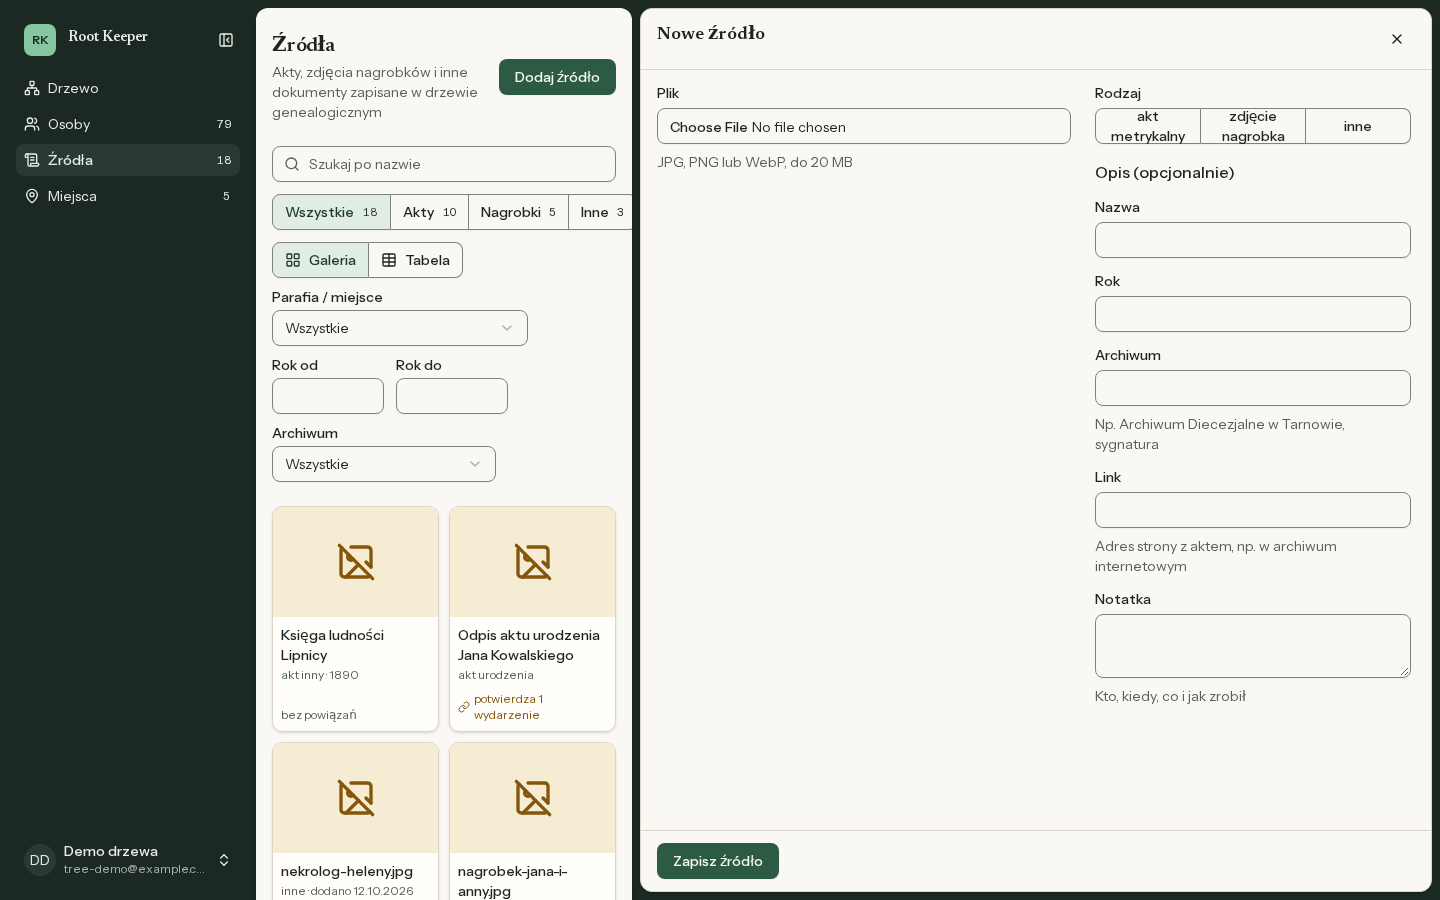 RK Root Keeper
Drzewo
Osoby 79
Źródła 18
Miejsca 5
DD Demo drzewa
tree-demo@example.c...
Źródła
Akty, zdjęcia nagrobków i inne
dokumenty zapisane w drzewie
genealogicznym
Dodaj źródło
Szukaj po nazwie
Wszystkie 18 Akty 10 Nagrobki 5 Inne 3
Galeria Tabela
Parafia / miejsce
Wszystkie
Rok od Rok do
Archiwum
Wszystkie
Księga ludności
Lipnicy
akt inny · 1890
bez powiązań
Odpis aktu urodzenia
Jana Kowalskiego
akt urodzenia
potwierdza 1
wydarzenie
nekrolog-heleny.jpg
inne · dodano 12.10.2026
nagrobek-jana-i-
anny.jpg
Nowe źródło
Plik
Choose File No file chosen
JPG, PNG lub WebP, do 20 MB
Rodzaj
akt
metrykalny
zdjęcie
nagrobka
inne
Opis (opcjonalnie)
Nazwa
Rok
Archiwum
Np. Archiwum Diecezjalne w Tarnowie,
sygnatura
Link
Adres strony z aktem, np. w archiwum
internetowym
Notatka
Kto, kiedy, co i jak zrobił
Zapisz źródło